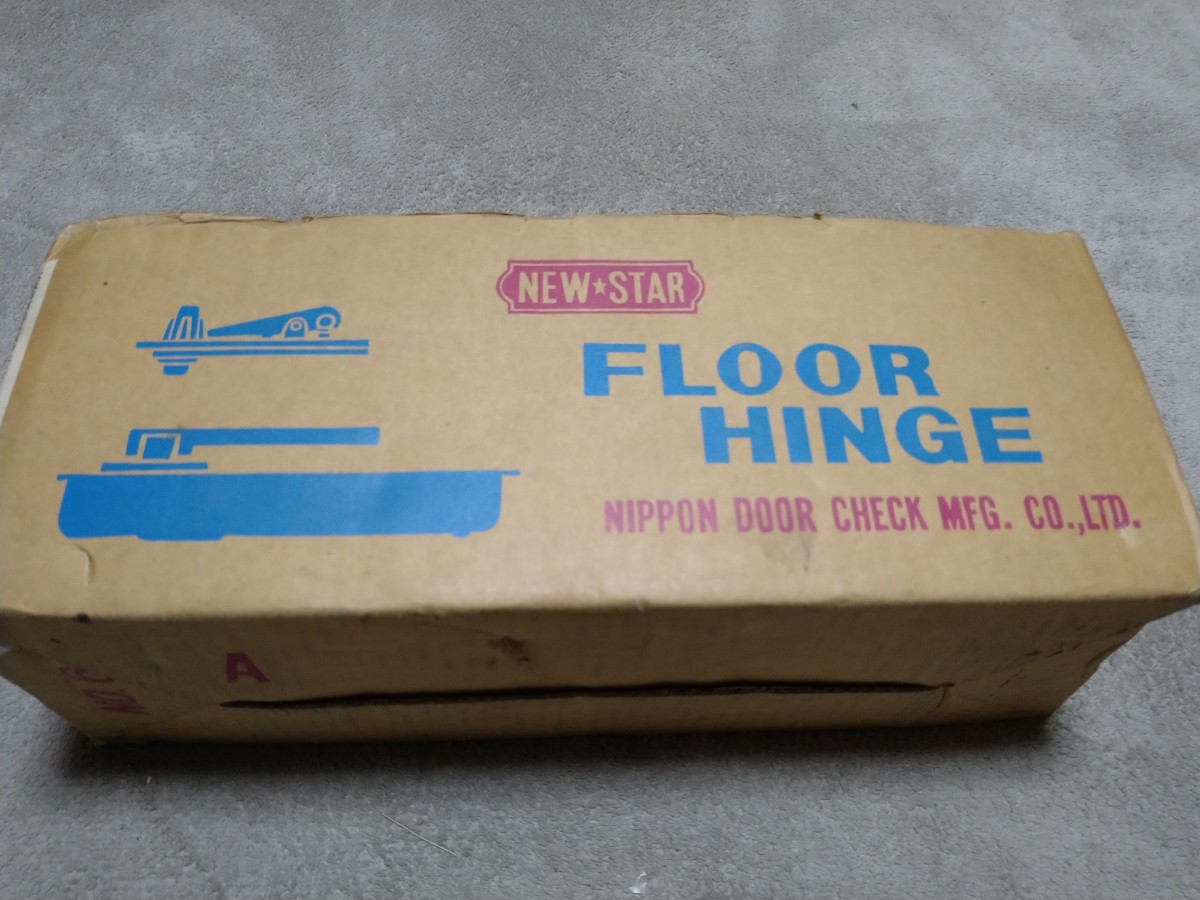 NEW★STAR
FLOOR
HINGE
NIPPON DOOR CHECK MFG. CO.,LTD.
A